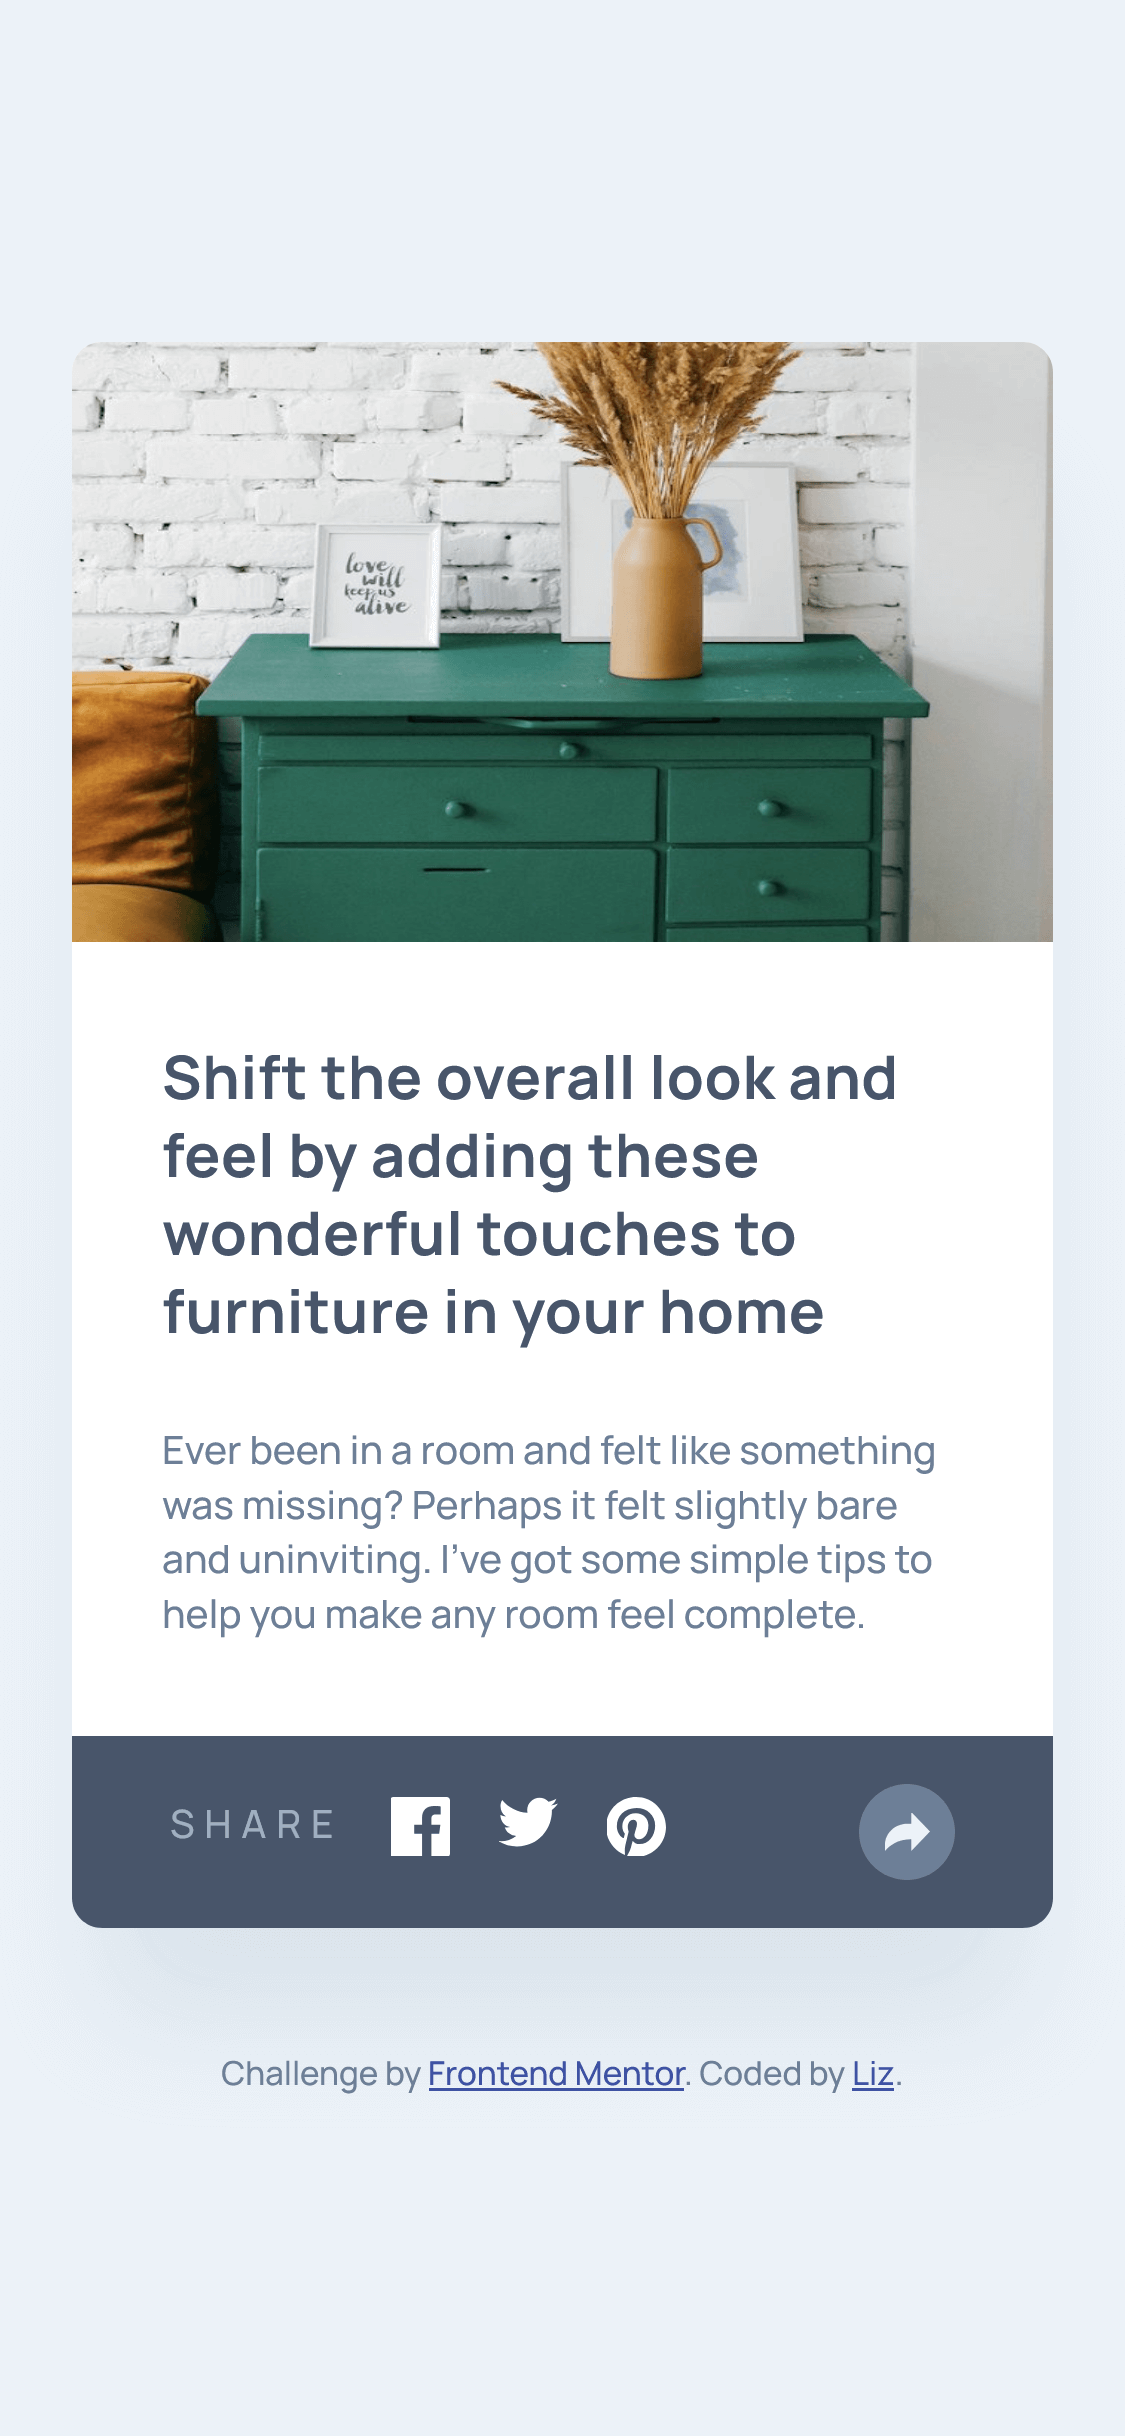 love
will
keep us
alive
Shift the overall look and
feel by adding these
wonderful touches to
furniture in your home
Ever been in a room and felt like something
was missing? Perhaps it felt slightly bare
and uninviting. I’ve got some simple tips to
help you make any room feel complete.
SHARE
Challenge by Frontend Mentor. Coded by Liz.